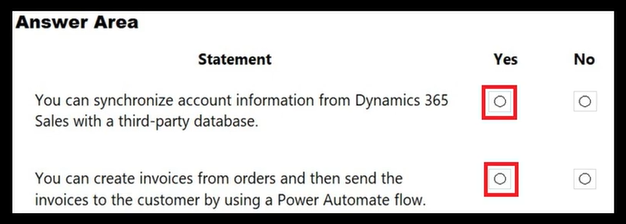 Answer Area
Statement Yes No
You can synchronize account information from Dynamics 365
Sales with a third-party database.
You can create invoices from orders and then send the
invoices to the customer by using a Power Automate flow.